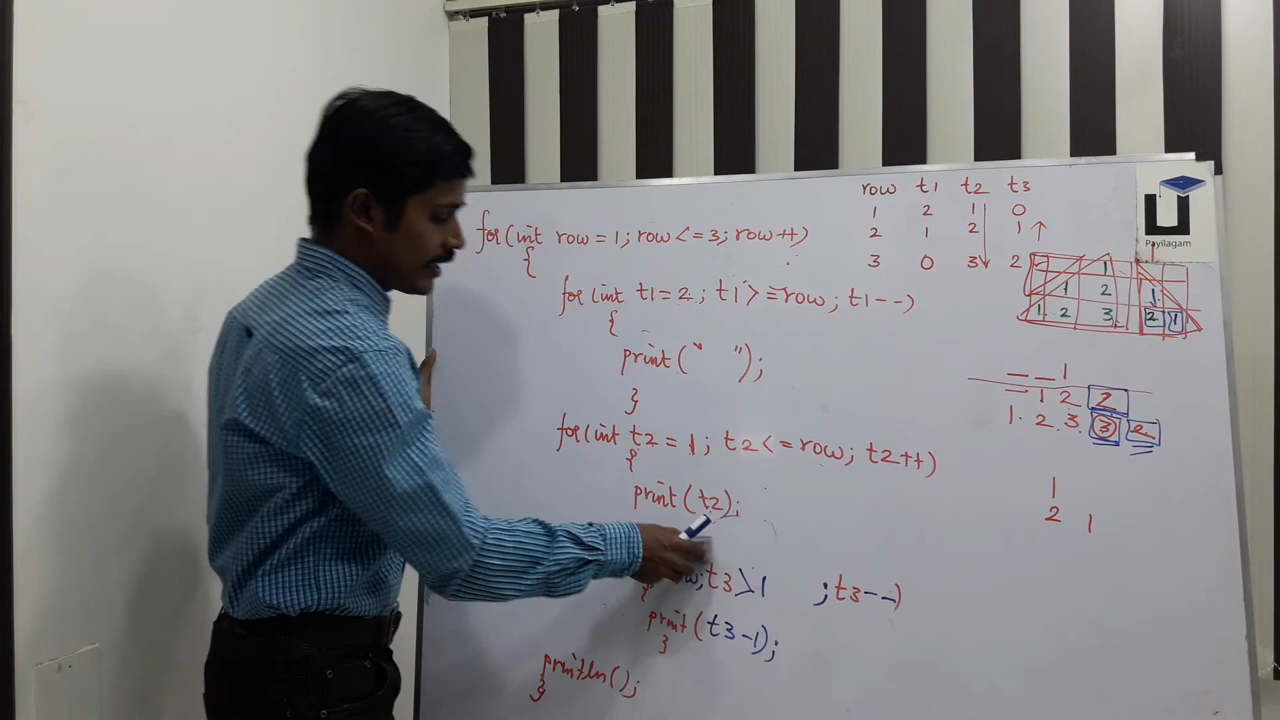 row t1 t2 t3
1 2 1 0
2 1 2 1
3 0 3 2
Payilagam
for(int row=1; row<=3; row++)
{
for(int t1=2; t1>=row; t1--)
{
print(" ");
}
for(int t2=1; t2<=row; t2++)
{
print(t2);
;t3>1 ;t3--)
{
print(t3-1);
}
println();
}
1
1 2 1
1 2 3 2 1
_ _ 1
_ 1 2 2
1 2 3 3 2
1
2 1